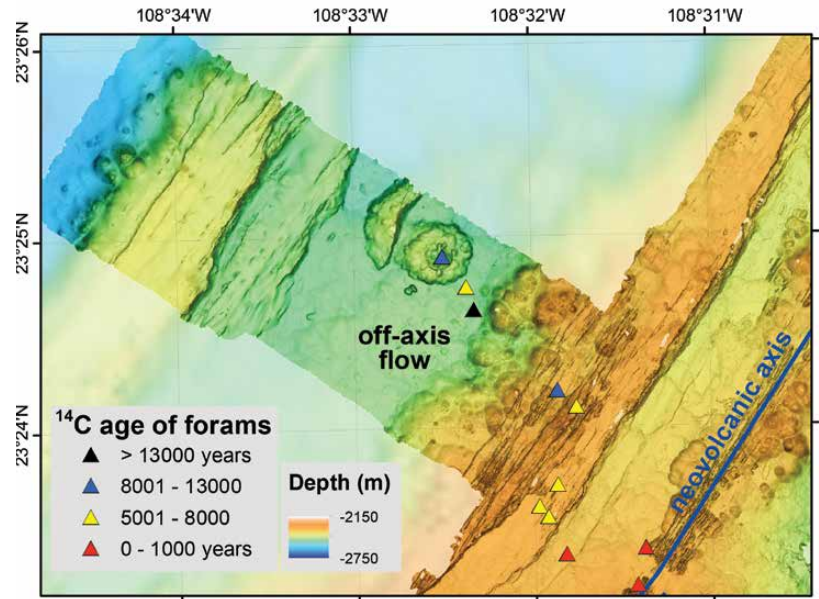 108°34'W 108°33'W 108°32'W 108°31'W
23°26'N
23°25'N
23°24'N
off-axis
flow
neovolcanic axis
¹⁴C age of forams
> 13000 years
8001 - 13000
5001 - 8000
0 - 1000 years
Depth (m)
-2150
-2750